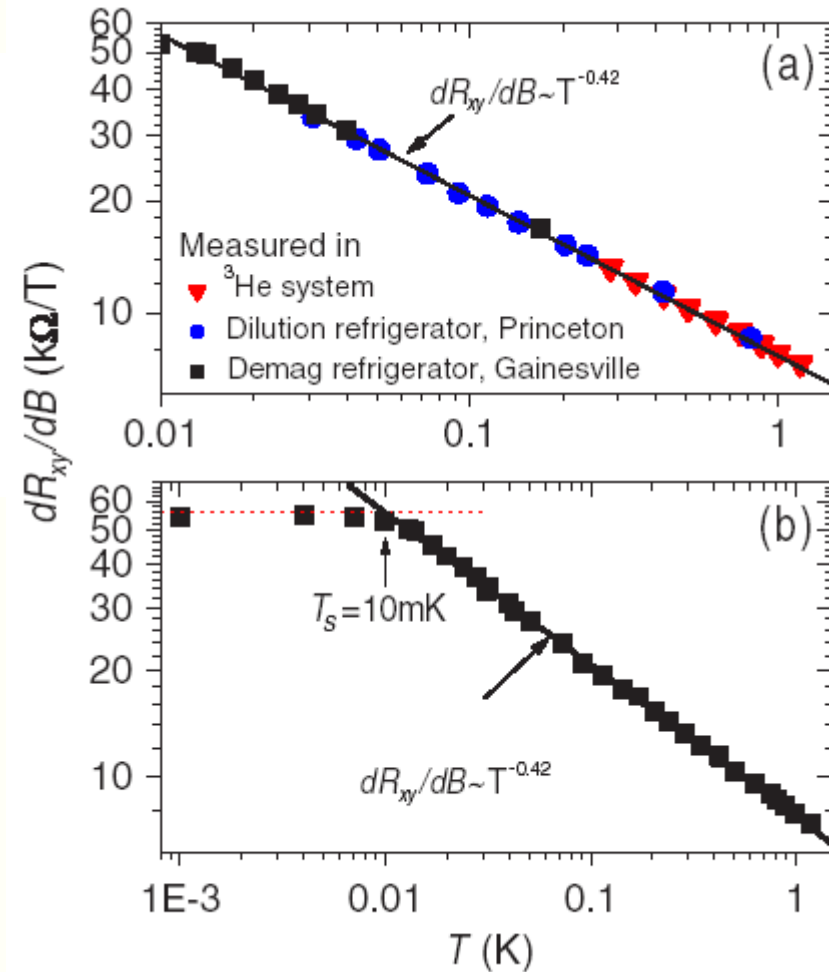 60
50
40
30
20
10
(a)
dR_xy/dB~T^-0.42
Measured in
³He system
Dilution refrigerator, Princeton
Demag refrigerator, Gainesville
0.01
0.1
1
dR_xy/dB (kΩ/T)
60
50
40
30
20
10
(b)
T_s=10mK
dR_xy/dB~T^-0.42
1E-3
0.01
0.1
1
T (K)